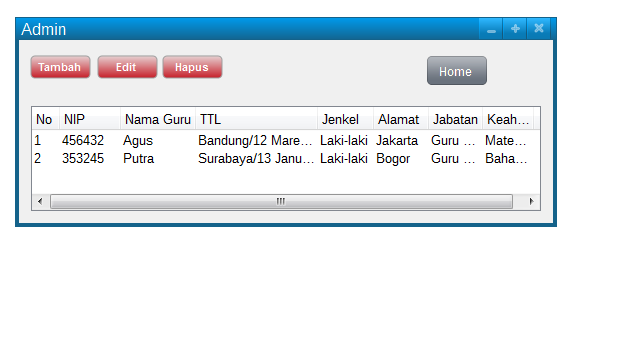 Admin
Tambah Edit Hapus Home
No NIP Nama Guru TTL Jenkel Alamat Jabatan Keah...
1 456432 Agus Bandung/12 Mare... Laki-laki Jakarta Guru ... Mate...
2 353245 Putra Surabaya/13 Janu... Laki-laki Bogor Guru ... Baha...